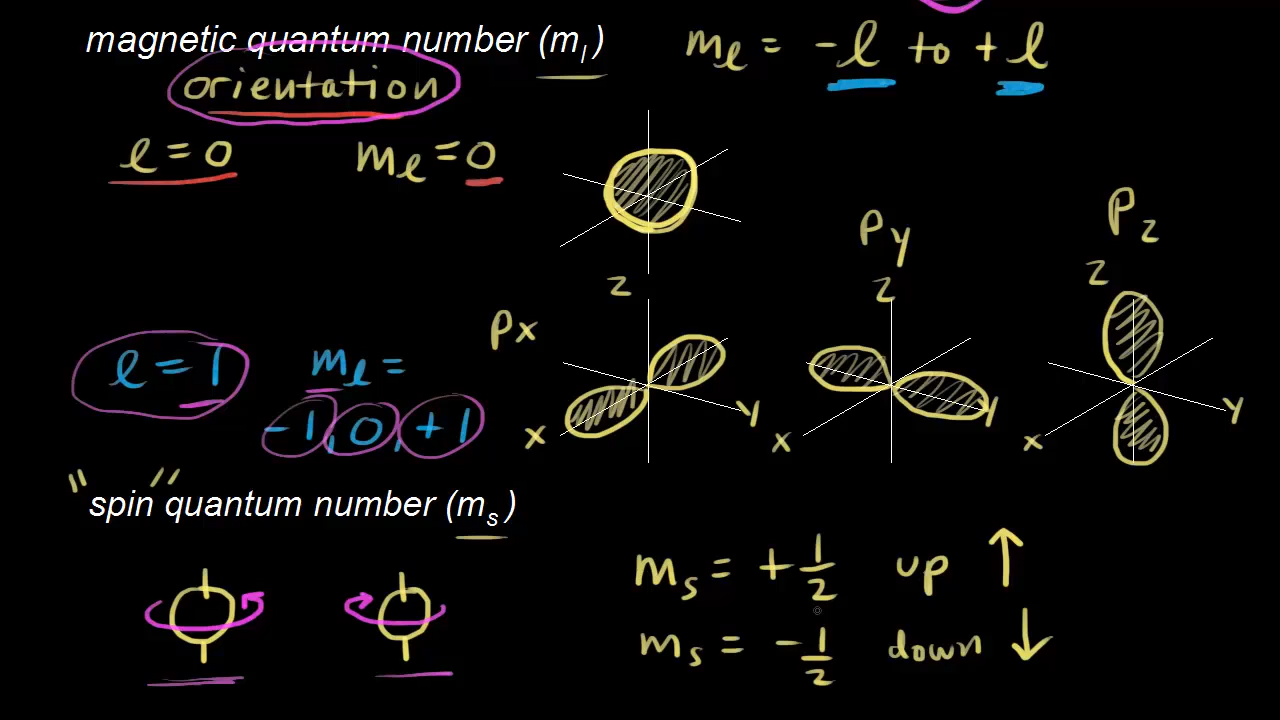 magnetic quantum number (ml) mℓ = -ℓ to +ℓ
orientation
ℓ = 0 mℓ = 0
Px
Z
Y
X
Py
Z
Y
X
Pz
Z
Y
X
ℓ = 1 mℓ =
-1, 0, +1
"spin" quantum number (ms)
ms = +1/2 up ↑
ms = -1/2 down ↓